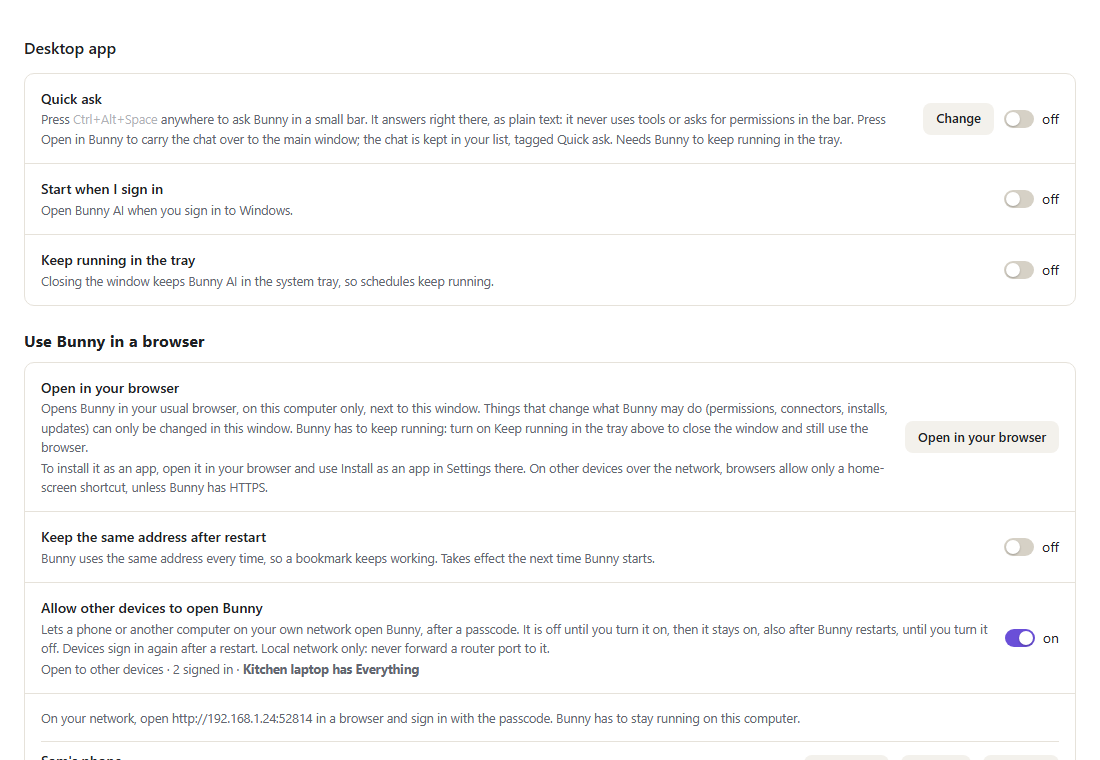 Desktop app
Quick ask
Press Ctrl+Alt+Space anywhere to ask Bunny in a small bar. It answers right there, as plain text: it never uses tools or asks for permissions in the bar. Press
Open in Bunny to carry the chat over to the main window; the chat is kept in your list, tagged Quick ask. Needs Bunny to keep running in the tray.
Change
off
Start when I sign in
Open Bunny AI when you sign in to Windows.
off
Keep running in the tray
Closing the window keeps Bunny AI in the system tray, so schedules keep running.
off
Use Bunny in a browser
Open in your browser
Opens Bunny in your usual browser, on this computer only, next to this window. Things that change what Bunny may do (permissions, connectors, installs,
updates) can only be changed in this window. Bunny has to keep running: turn on Keep running in the tray above to close the window and still use the
browser.
To install it as an app, open it in your browser and use Install as an app in Settings there. On other devices over the network, browsers allow only a home-
screen shortcut, unless Bunny has HTTPS.
Open in your browser
Keep the same address after restart
Bunny uses the same address every time, so a bookmark keeps working. Takes effect the next time Bunny starts.
off
Allow other devices to open Bunny
Lets a phone or another computer on your own network open Bunny, after a passcode. It is off until you turn it on, then it stays on, also after Bunny restarts, until you turn it
off. Devices sign in again after a restart. Local network only: never forward a router port to it.
Open to other devices · 2 signed in · Kitchen laptop has Everything
on
On your network, open http://192.168.1.24:52814 in a browser and sign in with the passcode. Bunny has to stay running on this computer.